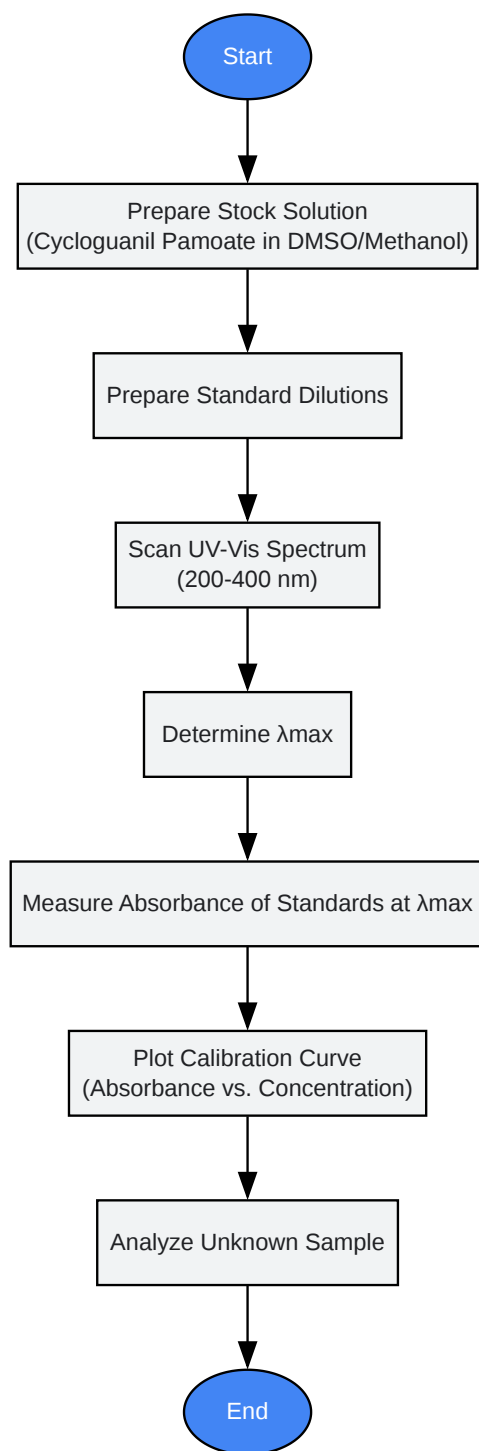 Start
Prepare Stock Solution
(Cycloguanil Pamoate in DMSO/Methanol)
Prepare Standard Dilutions
Scan UV-Vis Spectrum
(200-400 nm)
Determine λmax
Measure Absorbance of Standards at λmax
Plot Calibration Curve
(Absorbance vs. Concentration)
Analyze Unknown Sample
End